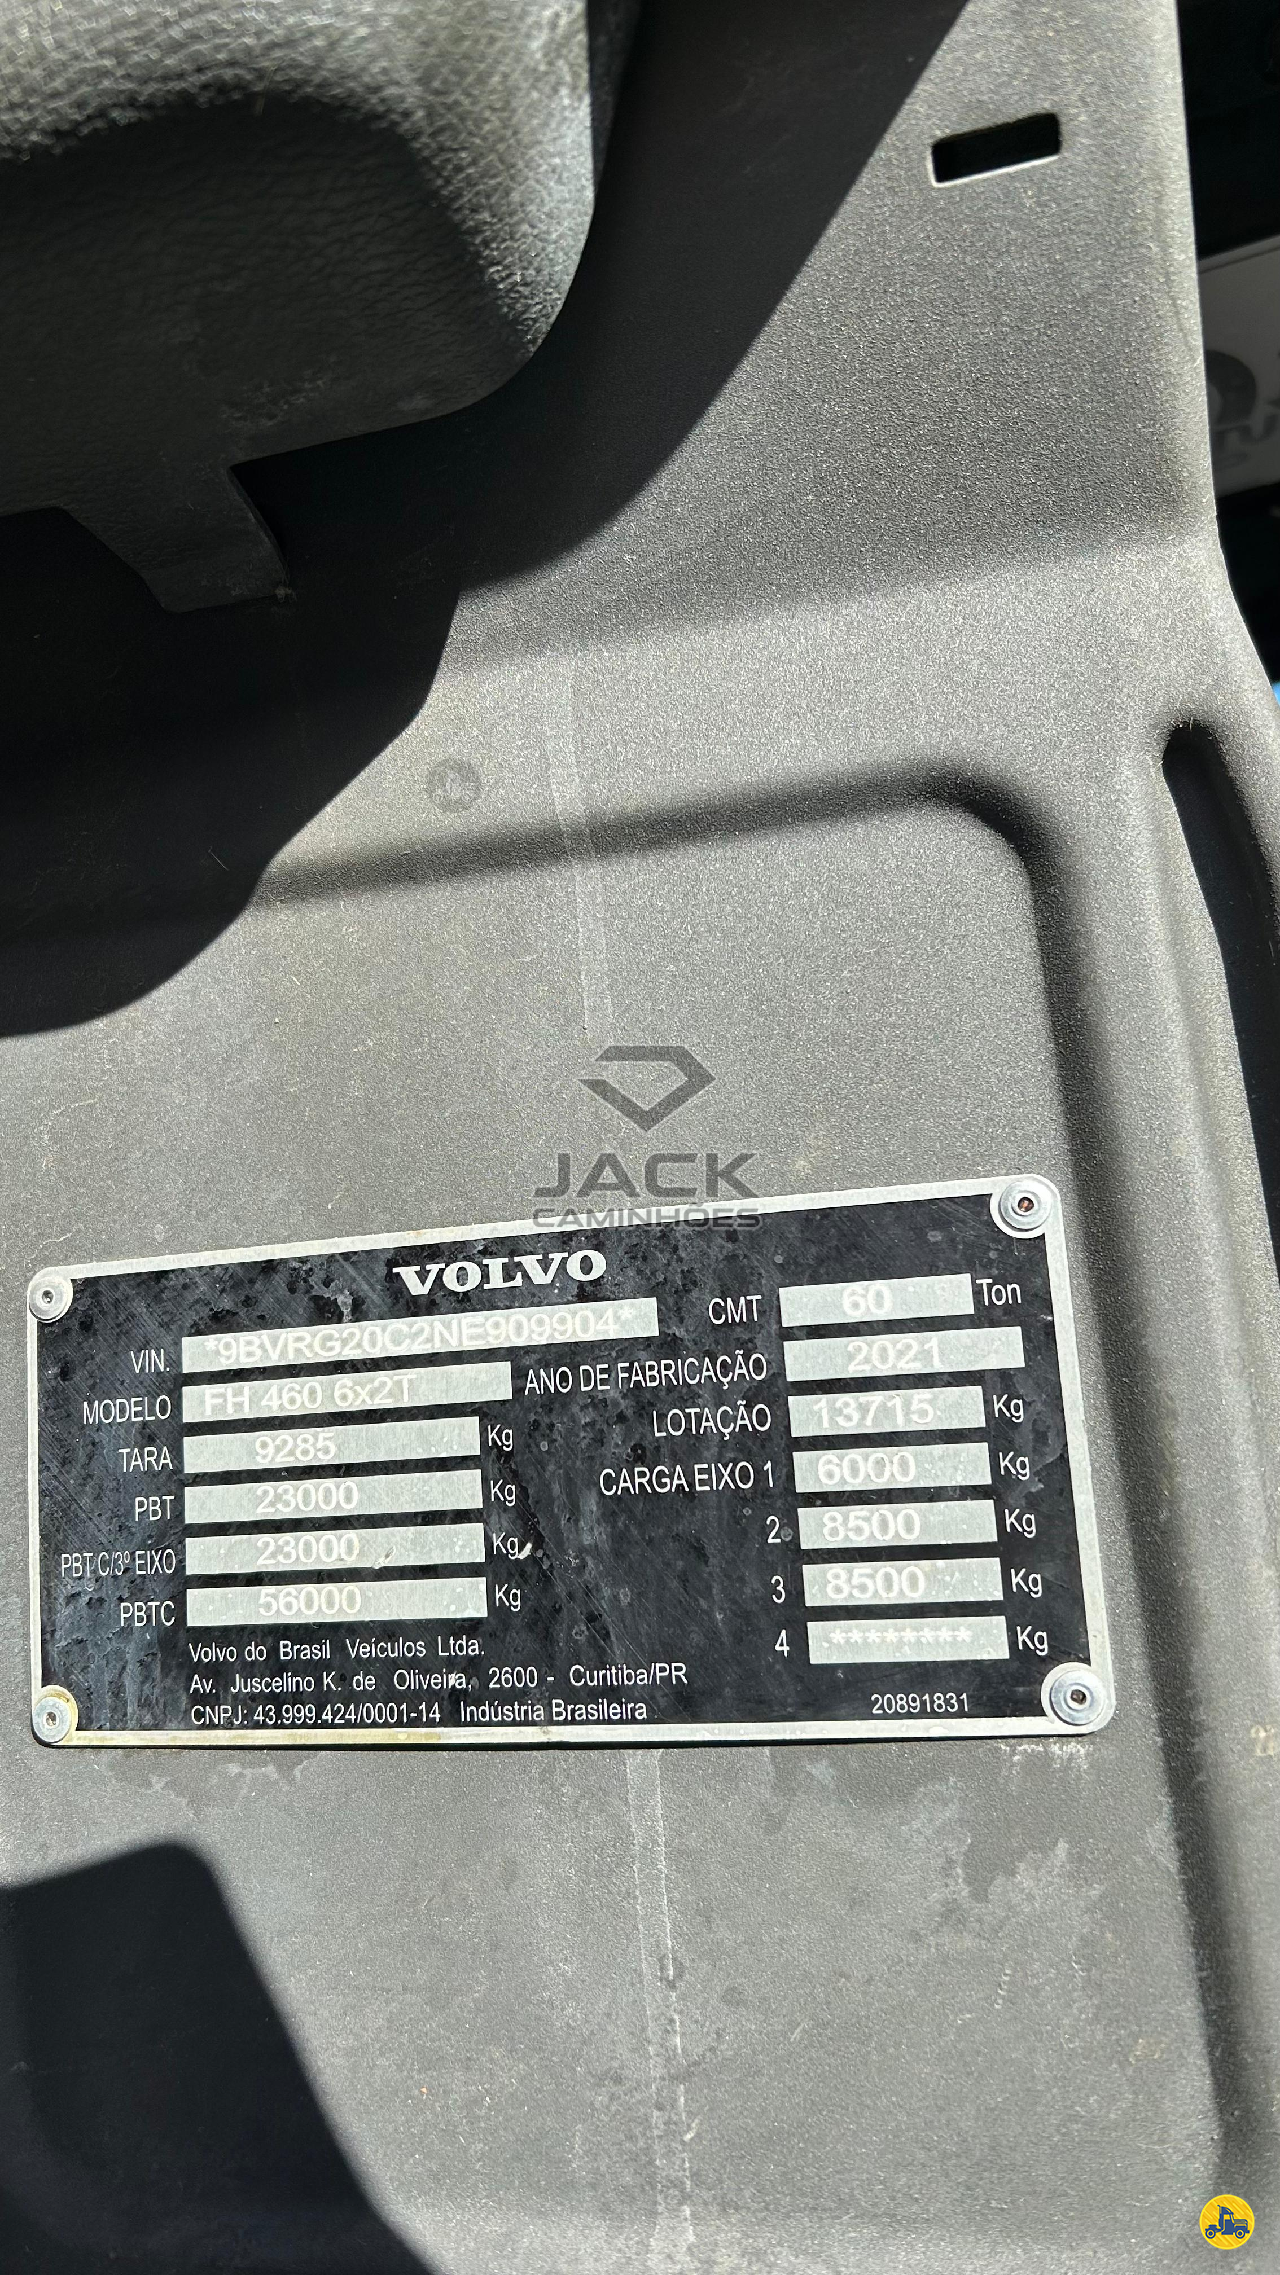 JACK
CAMINHÕES
VOLVO
VIN. *9BVRG20C2NE909904*
MODELO FH 460 6x2T
TARA 9285 Kg
PBT 23000 Kg
PBT C/3º EIXO 23000 Kg
PBTC 56000 Kg
CMT 60 Ton
ANO DE FABRICAÇÃO 2021
LOTAÇÃO 13715 Kg
CARGA EIXO 1 6000 Kg
2 8500 Kg
3 8500 Kg
4 ******** Kg
Volvo do Brasil Veículos Ltda.
Av. Juscelino K. de Oliveira, 2600 - Curitiba/PR
CNPJ: 43.999.424/0001-14 Indústria Brasileira
20891831